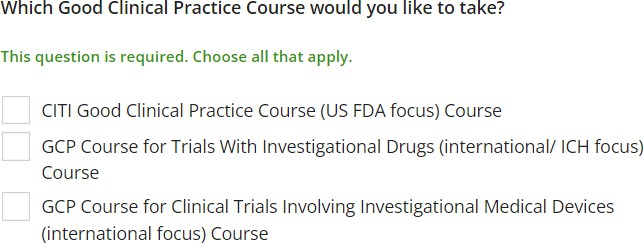 Which Good Clinical Practice Course would you like to take?
This question is required. Choose all that apply.
CITI Good Clinical Practice Course (US FDA focus) Course
GCP Course for Trials With Investigational Drugs (international/ ICH focus)
Course
GCP Course for Clinical Trials Involving Investigational Medical Devices
(international focus) Course